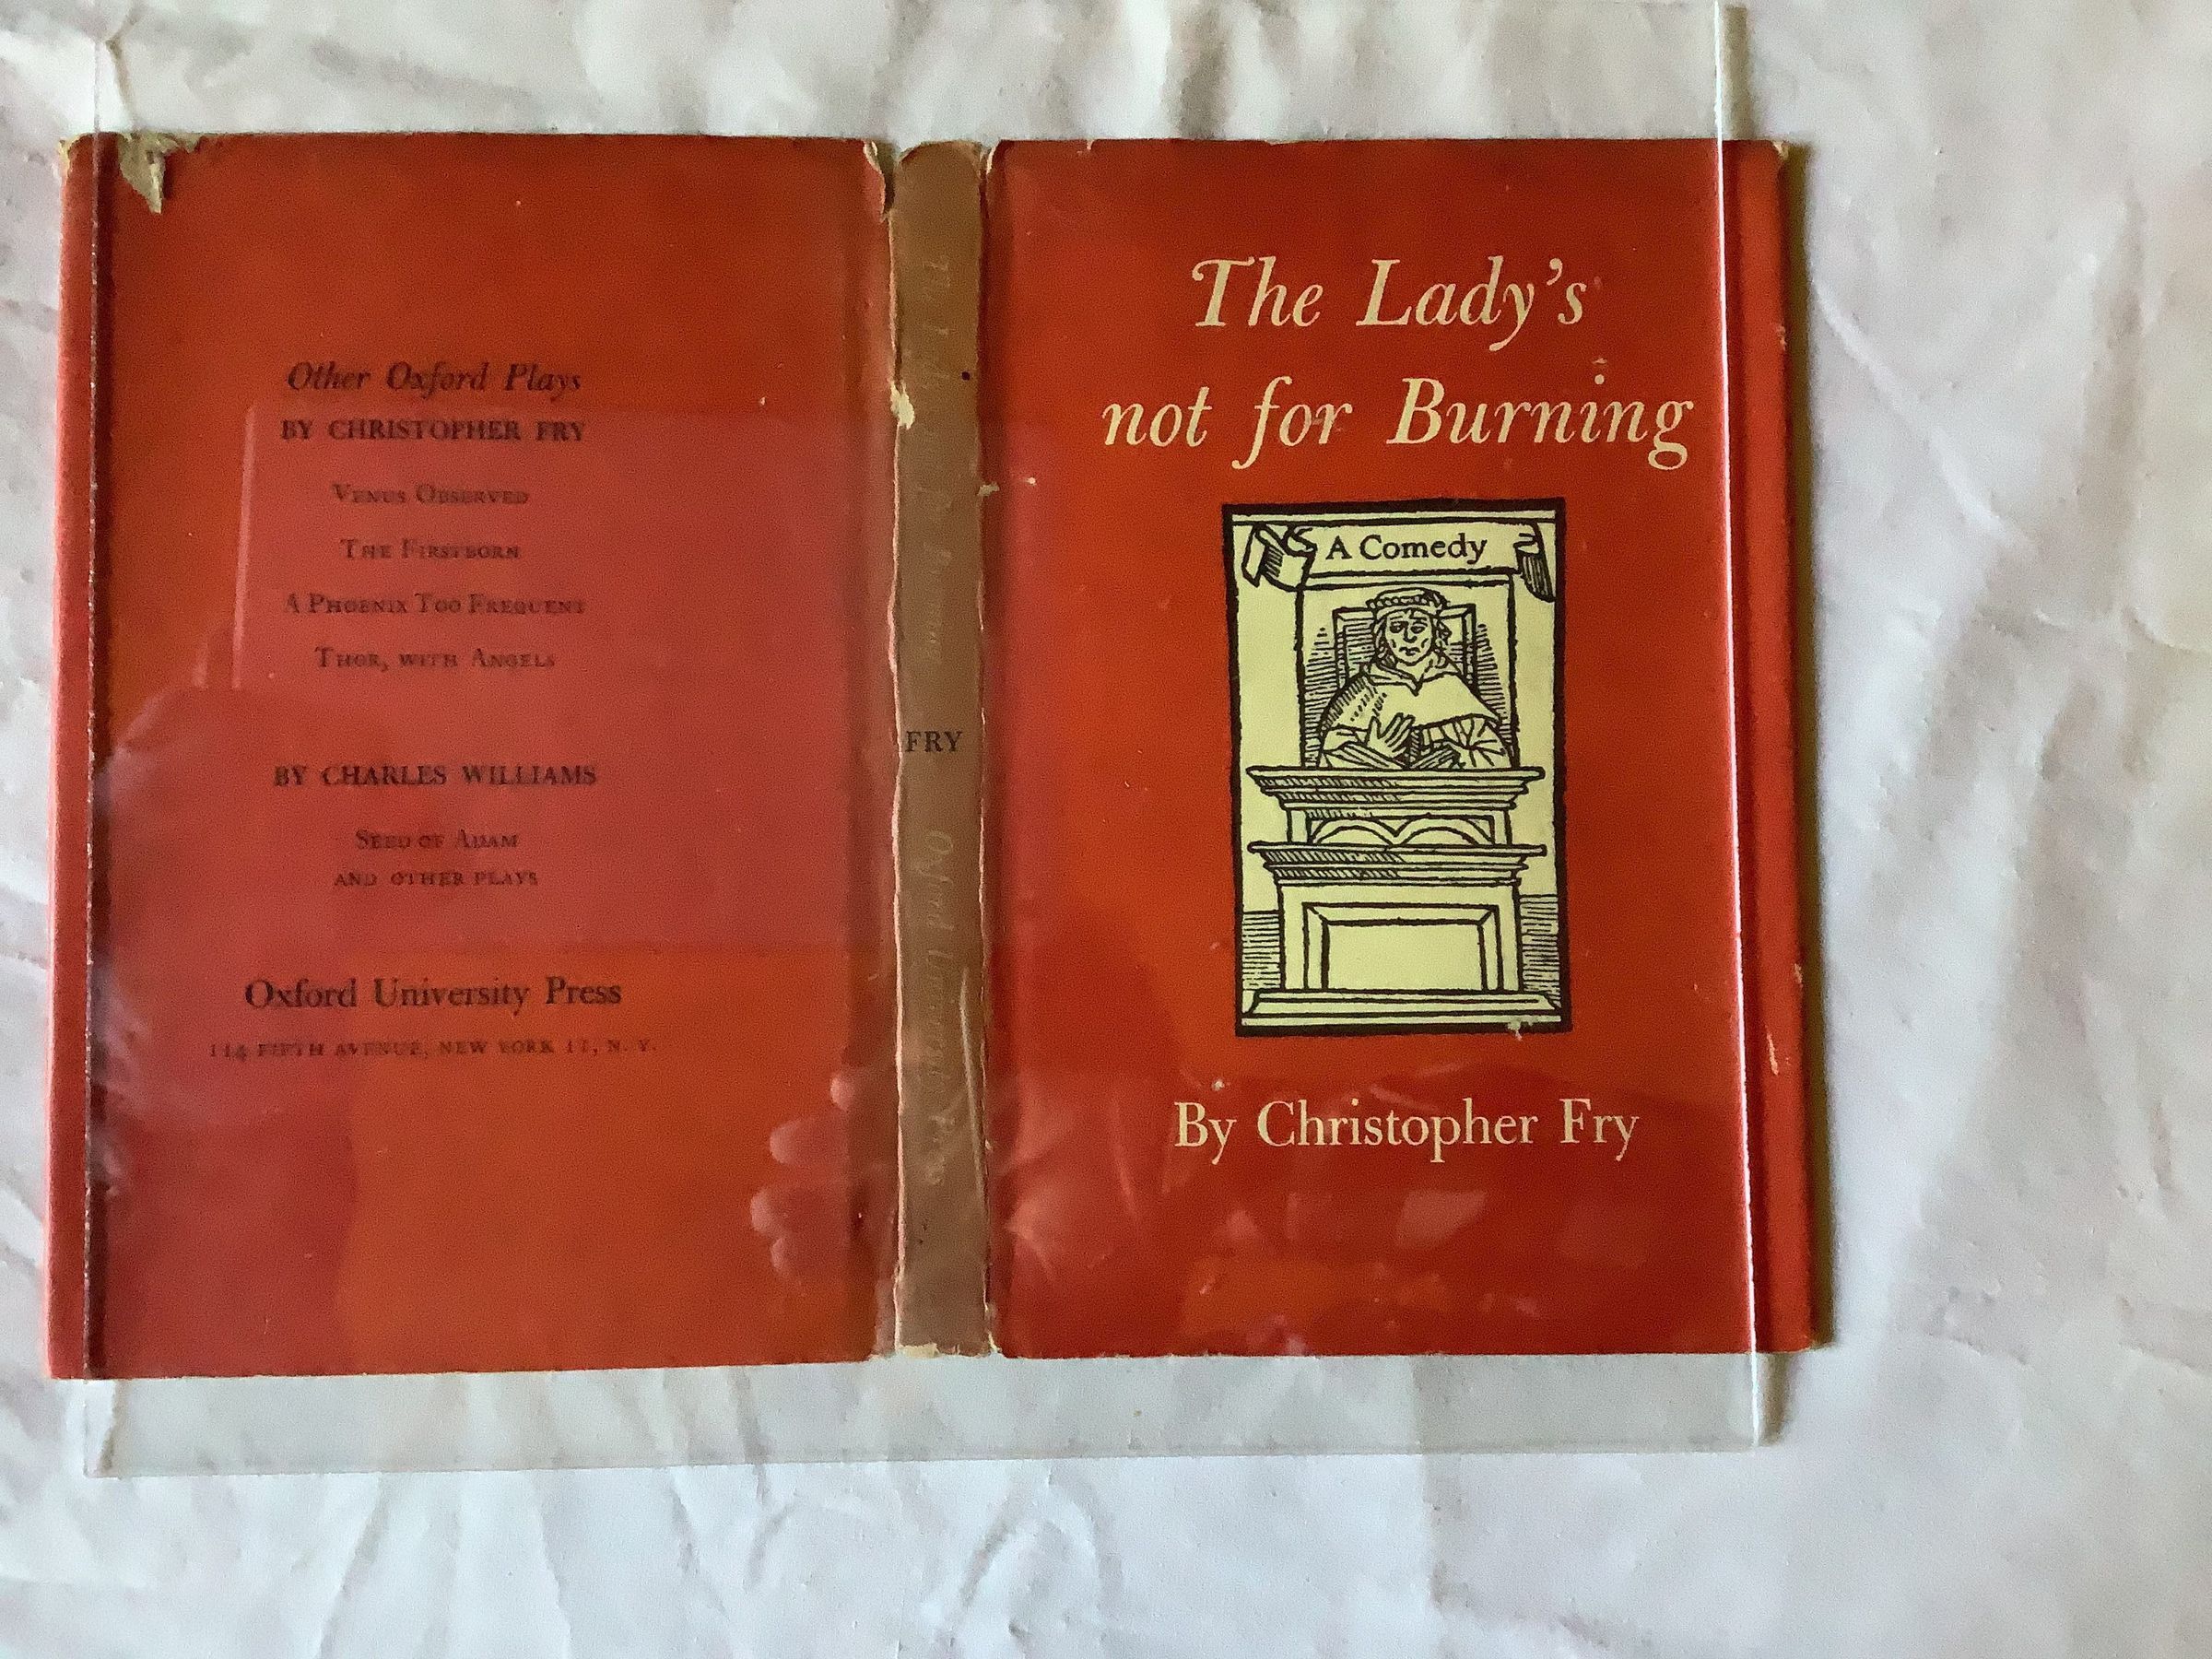 Other Oxford Plays
BY CHRISTOPHER FRY
VENUS OBSERVED
THE FIRSTBORN
A PHOENIX TOO FREQUENT
THOR, WITH ANGELS
BY CHARLES WILLIAMS
SEED OF ADAM
AND OTHER PLAYS
Oxford University Press
114 FIFTH AVENUE, NEW YORK 11, N. Y.
The Lady's not for Burning
FRY
Oxford University Press
The Lady's
not for Burning
A Comedy
By Christopher Fry